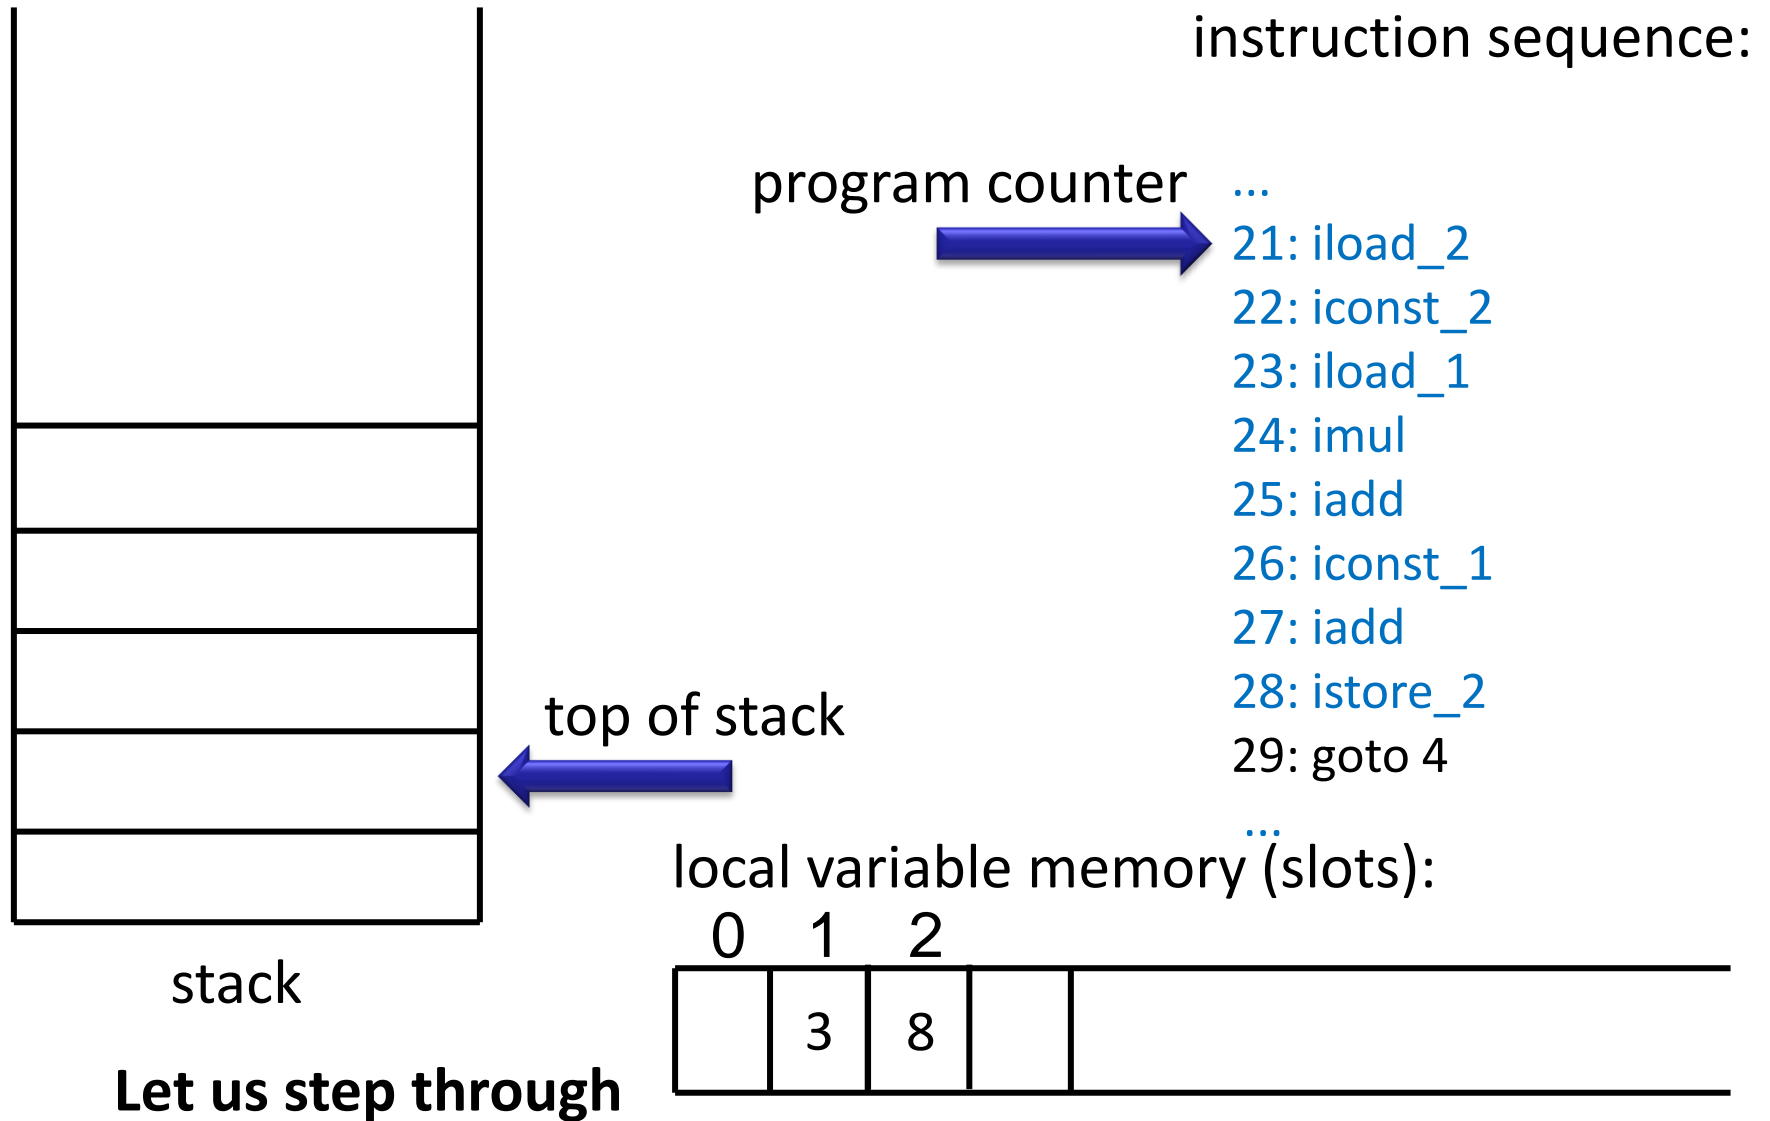 instruction sequence:
program counter
...
21: iload_2
22: iconst_2
23: iload_1
24: imul
25: iadd
26: iconst_1
27: iadd
28: istore_2
29: goto 4
...
top of stack
stack
local variable memory (slots):
0 1 2
3 8
Let us step through